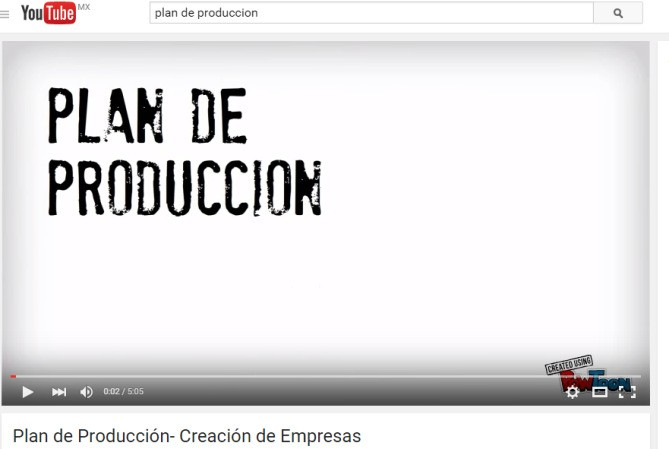 YouTube MX
plan de produccion
PLAN DE
PRODUCCION
CREATED USING
POWTOON
0:02 / 5:05
Plan de Producción- Creación de Empresas